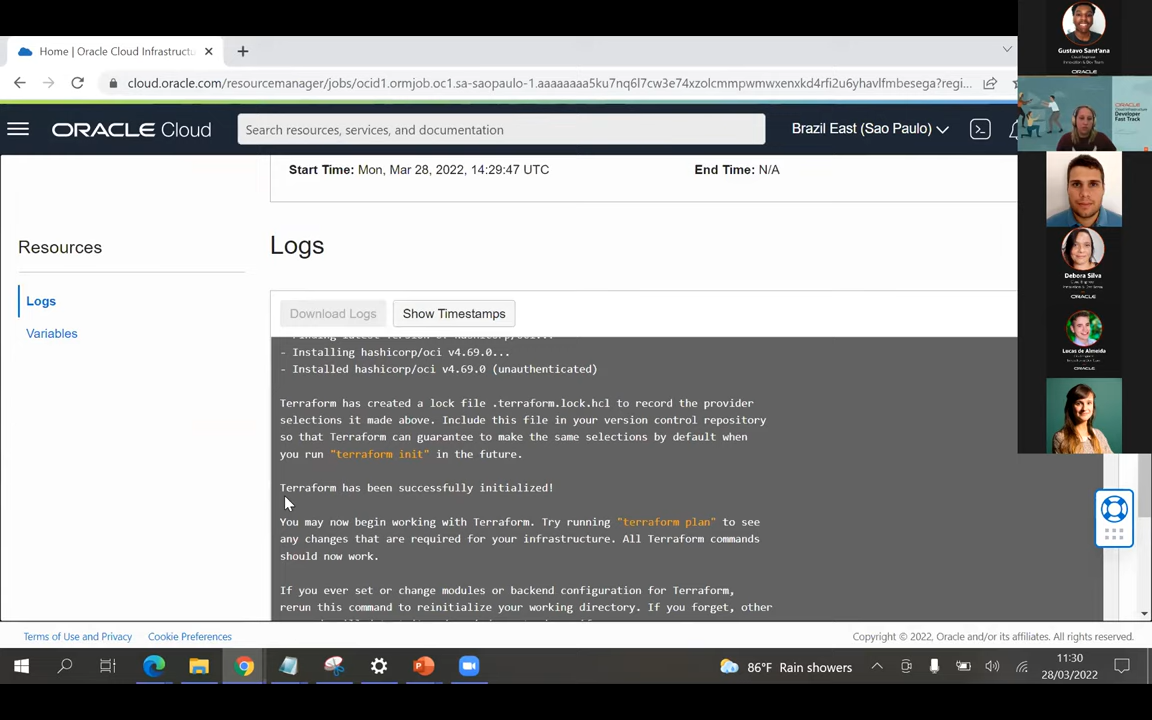 Home | Oracle Cloud Infrastructu
cloud.oracle.com/resourcemanager/jobs/ocid1.ormjob.oc1.sa-saopaulo-1.aaaaaaaa5ku7nq6l7cw3e74xzolcmmpwmwxenxkd4rfi2u6yhavlfmbesega?regi...
ORACLE Cloud
Search resources, services, and documentation
Brazil East (Sao Paulo)
Start Time: Mon, Mar 28, 2022, 14:29:47 UTC
End Time: N/A
Resources
Logs
Variables
Logs
Download Logs
Show Timestamps
- Installing hashicorp/oci v4.69.0...
- Installed hashicorp/oci v4.69.0 (unauthenticated)
Terraform has created a lock file .terraform.lock.hcl to record the provider
selections it made above. Include this file in your version control repository
so that Terraform can guarantee to make the same selections by default when
you run "terraform init" in the future.
Terraform has been successfully initialized!
You may now begin working with Terraform. Try running "terraform plan" to see
any changes that are required for your infrastructure. All Terraform commands
should now work.
If you ever set or change modules or backend configuration for Terraform,
rerun this command to reinitialize your working directory. If you forget, other
Terms of Use and Privacy
Cookie Preferences
Copyright © 2022, Oracle and/or its affiliates. All rights reserved.
86°F Rain showers
11:30
28/03/2022
Gustavo Sant'ana
ORACLE
ORACLE
Developer
Fast Track
Debora Silva
ORACLE
Lucas de Almeida
ORACLE